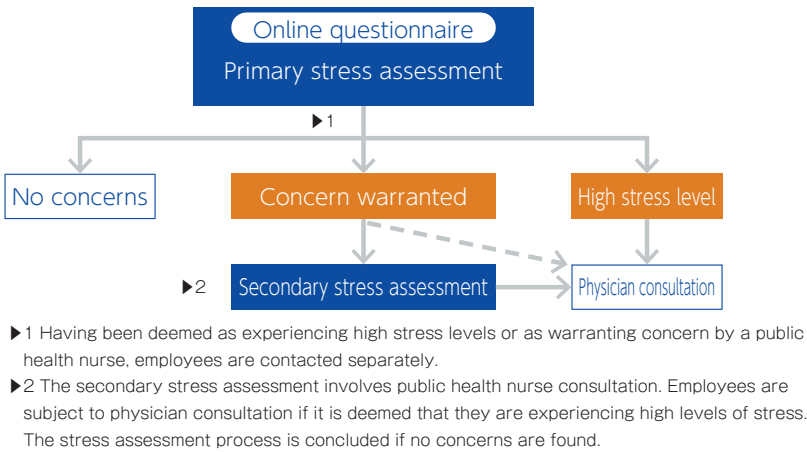 Online questionnaire
Primary stress assessment
▶1
No concerns
Concern warranted
High stress level
▶2
Secondary stress assessment
Physician consultation
▶1 Having been deemed as experiencing high stress levels or as warranting concern by a public
health nurse, employees are contacted separately.
▶2 The secondary stress assessment involves public health nurse consultation. Employees are
subject to physician consultation if it is deemed that they are experiencing high levels of stress.
The stress assessment process is concluded if no concerns are found.